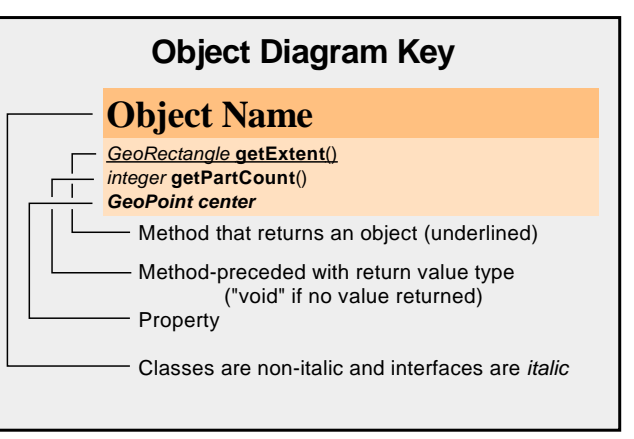 Object Diagram Key
Object Name
GeoRectangle getExtent()
integer getPartCount()
GeoPoint center
Method that returns an object (underlined)
Method-preceded with return value type
("void" if no value returned)
Property
Classes are non-italic and interfaces are italic